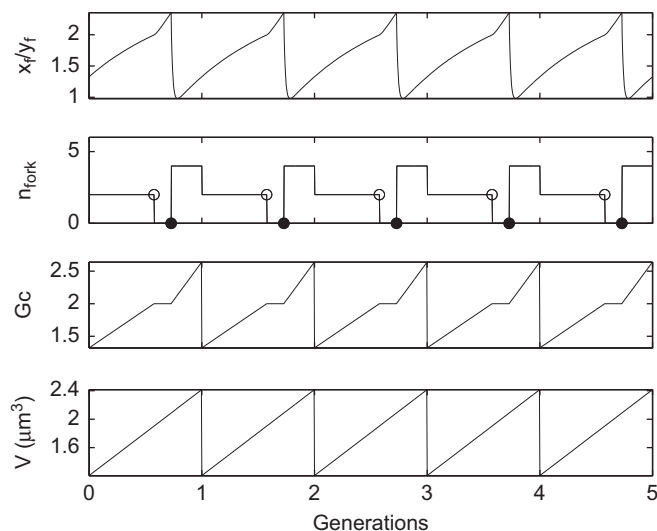 x_f/y_f
2
1.5
1
n_fork
5
0
Gc
2.5
2
1.5
V (μm³)
2.4
2
1.6
0 1 2 3 4 5
Generations